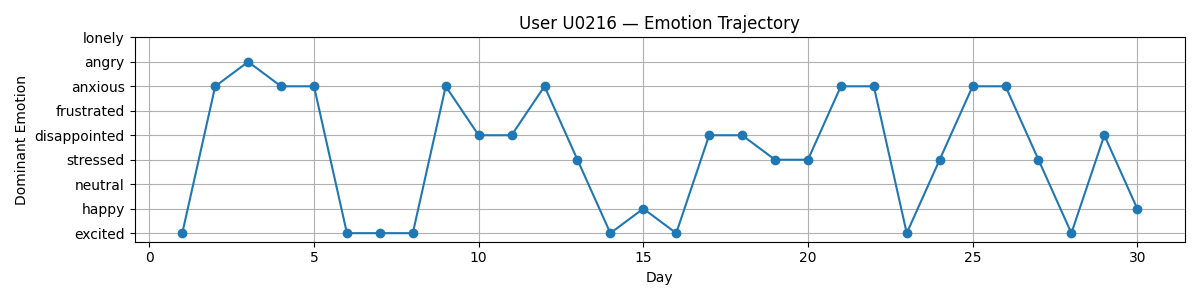 User U0216 — Emotion Trajectory
lonely
angry
anxious
frustrated
disappointed
stressed
neutral
happy
excited
Dominant Emotion
0 5 10 15 20 25 30
Day